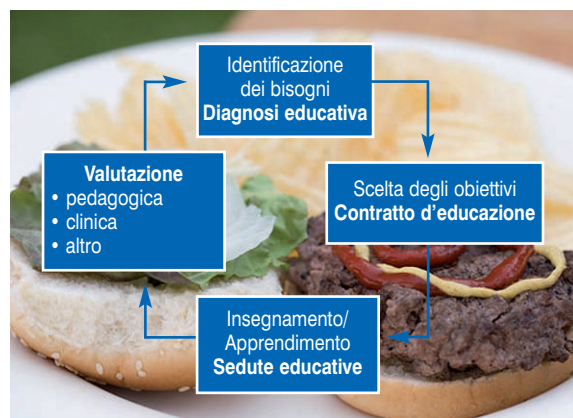 Identificazione
dei bisogni
Diagnosi educativa
Scelta degli obiettivi
Contratto d'educazione
Insegnamento/
Apprendimento
Sedute educative
Valutazione
• pedagogica
• clinica
• altro